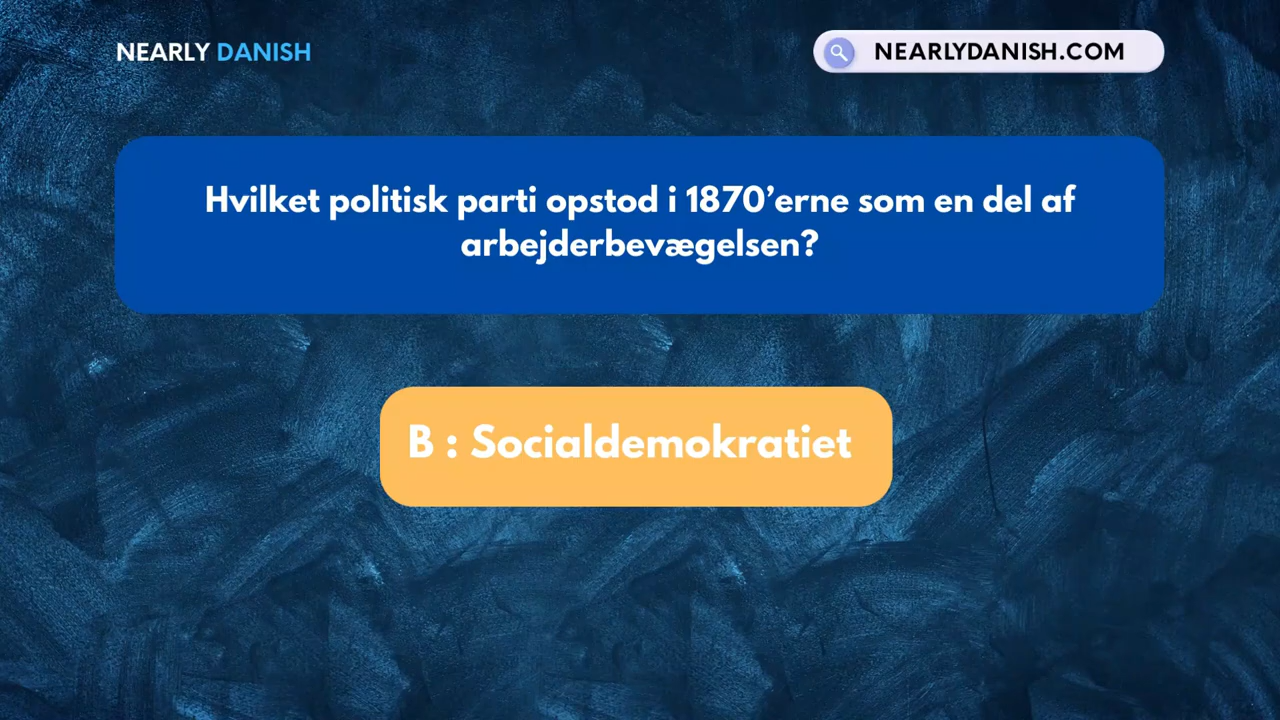 NEARLY DANISH
NEARLYDANISH.COM
Hvilket politisk parti opstod i 1870’erne som en del af
arbejderbevægelsen?
B : Socialdemokratiet